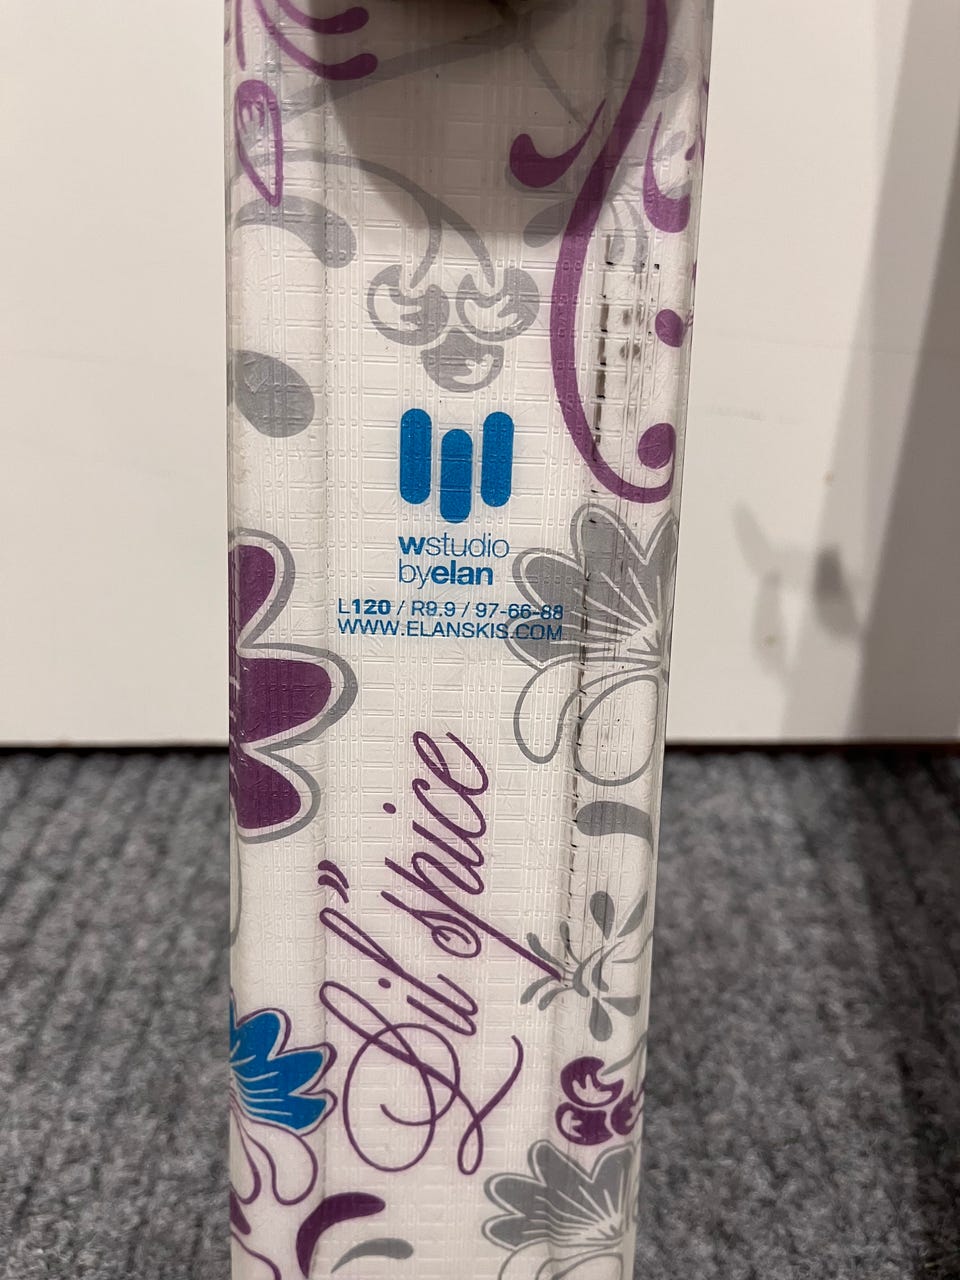 wstudio
byelan
L120 / R9.9 / 97-66-88
WWW.ELANSKIS.COM
Lil" spice